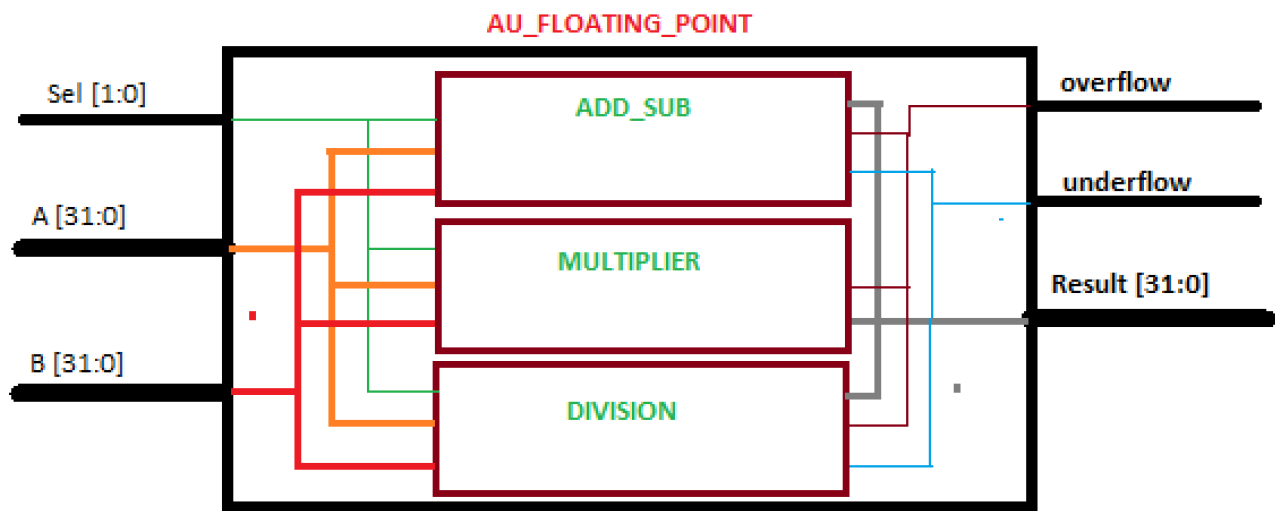 AU_FLOATING_POINT
Sel [1:0]
A [31:0]
B [31:0]
ADD_SUB
MULTIPLIER
DIVISION
overflow
underflow
Result [31:0]